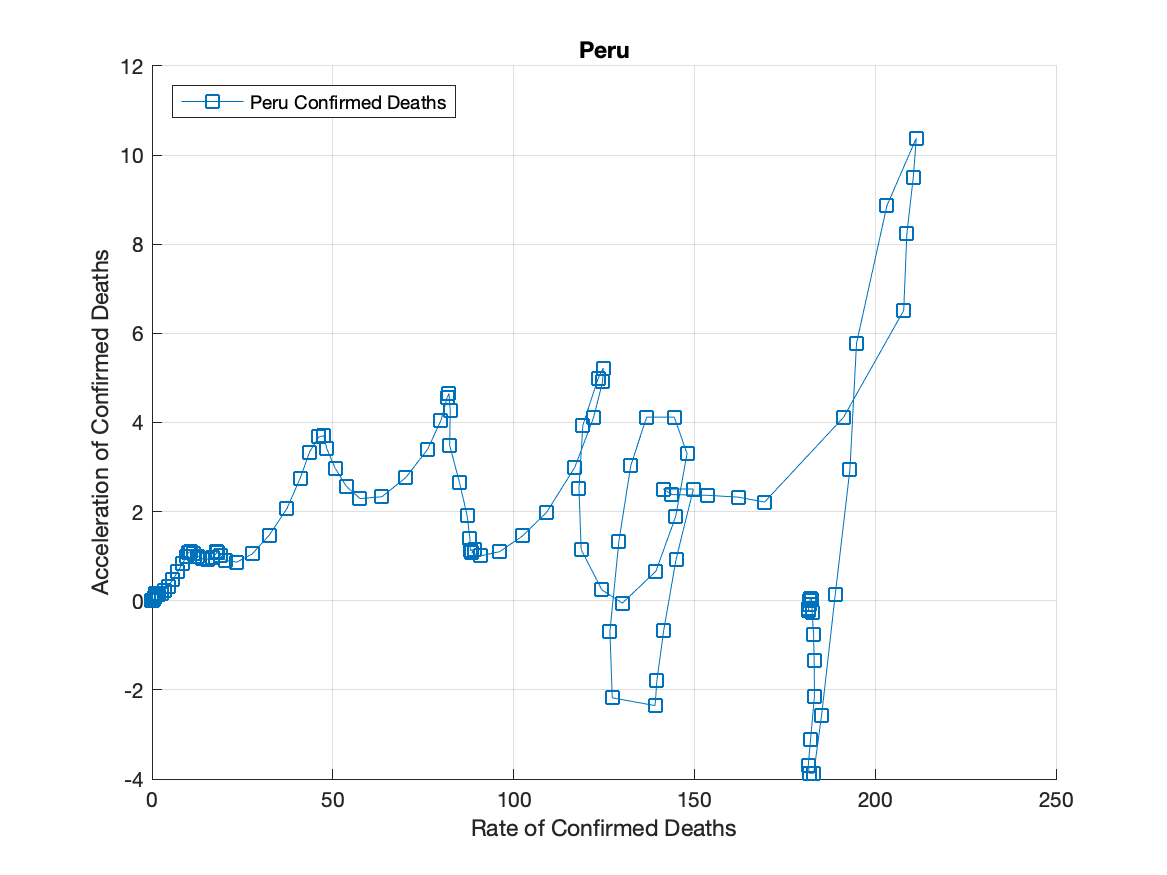 Peru
12
Peru Confirmed Deaths
10
8
6
4
2
0
-2
-4
Acceleration of Confirmed Deaths
0 50 100 150 200 250
Rate of Confirmed Deaths